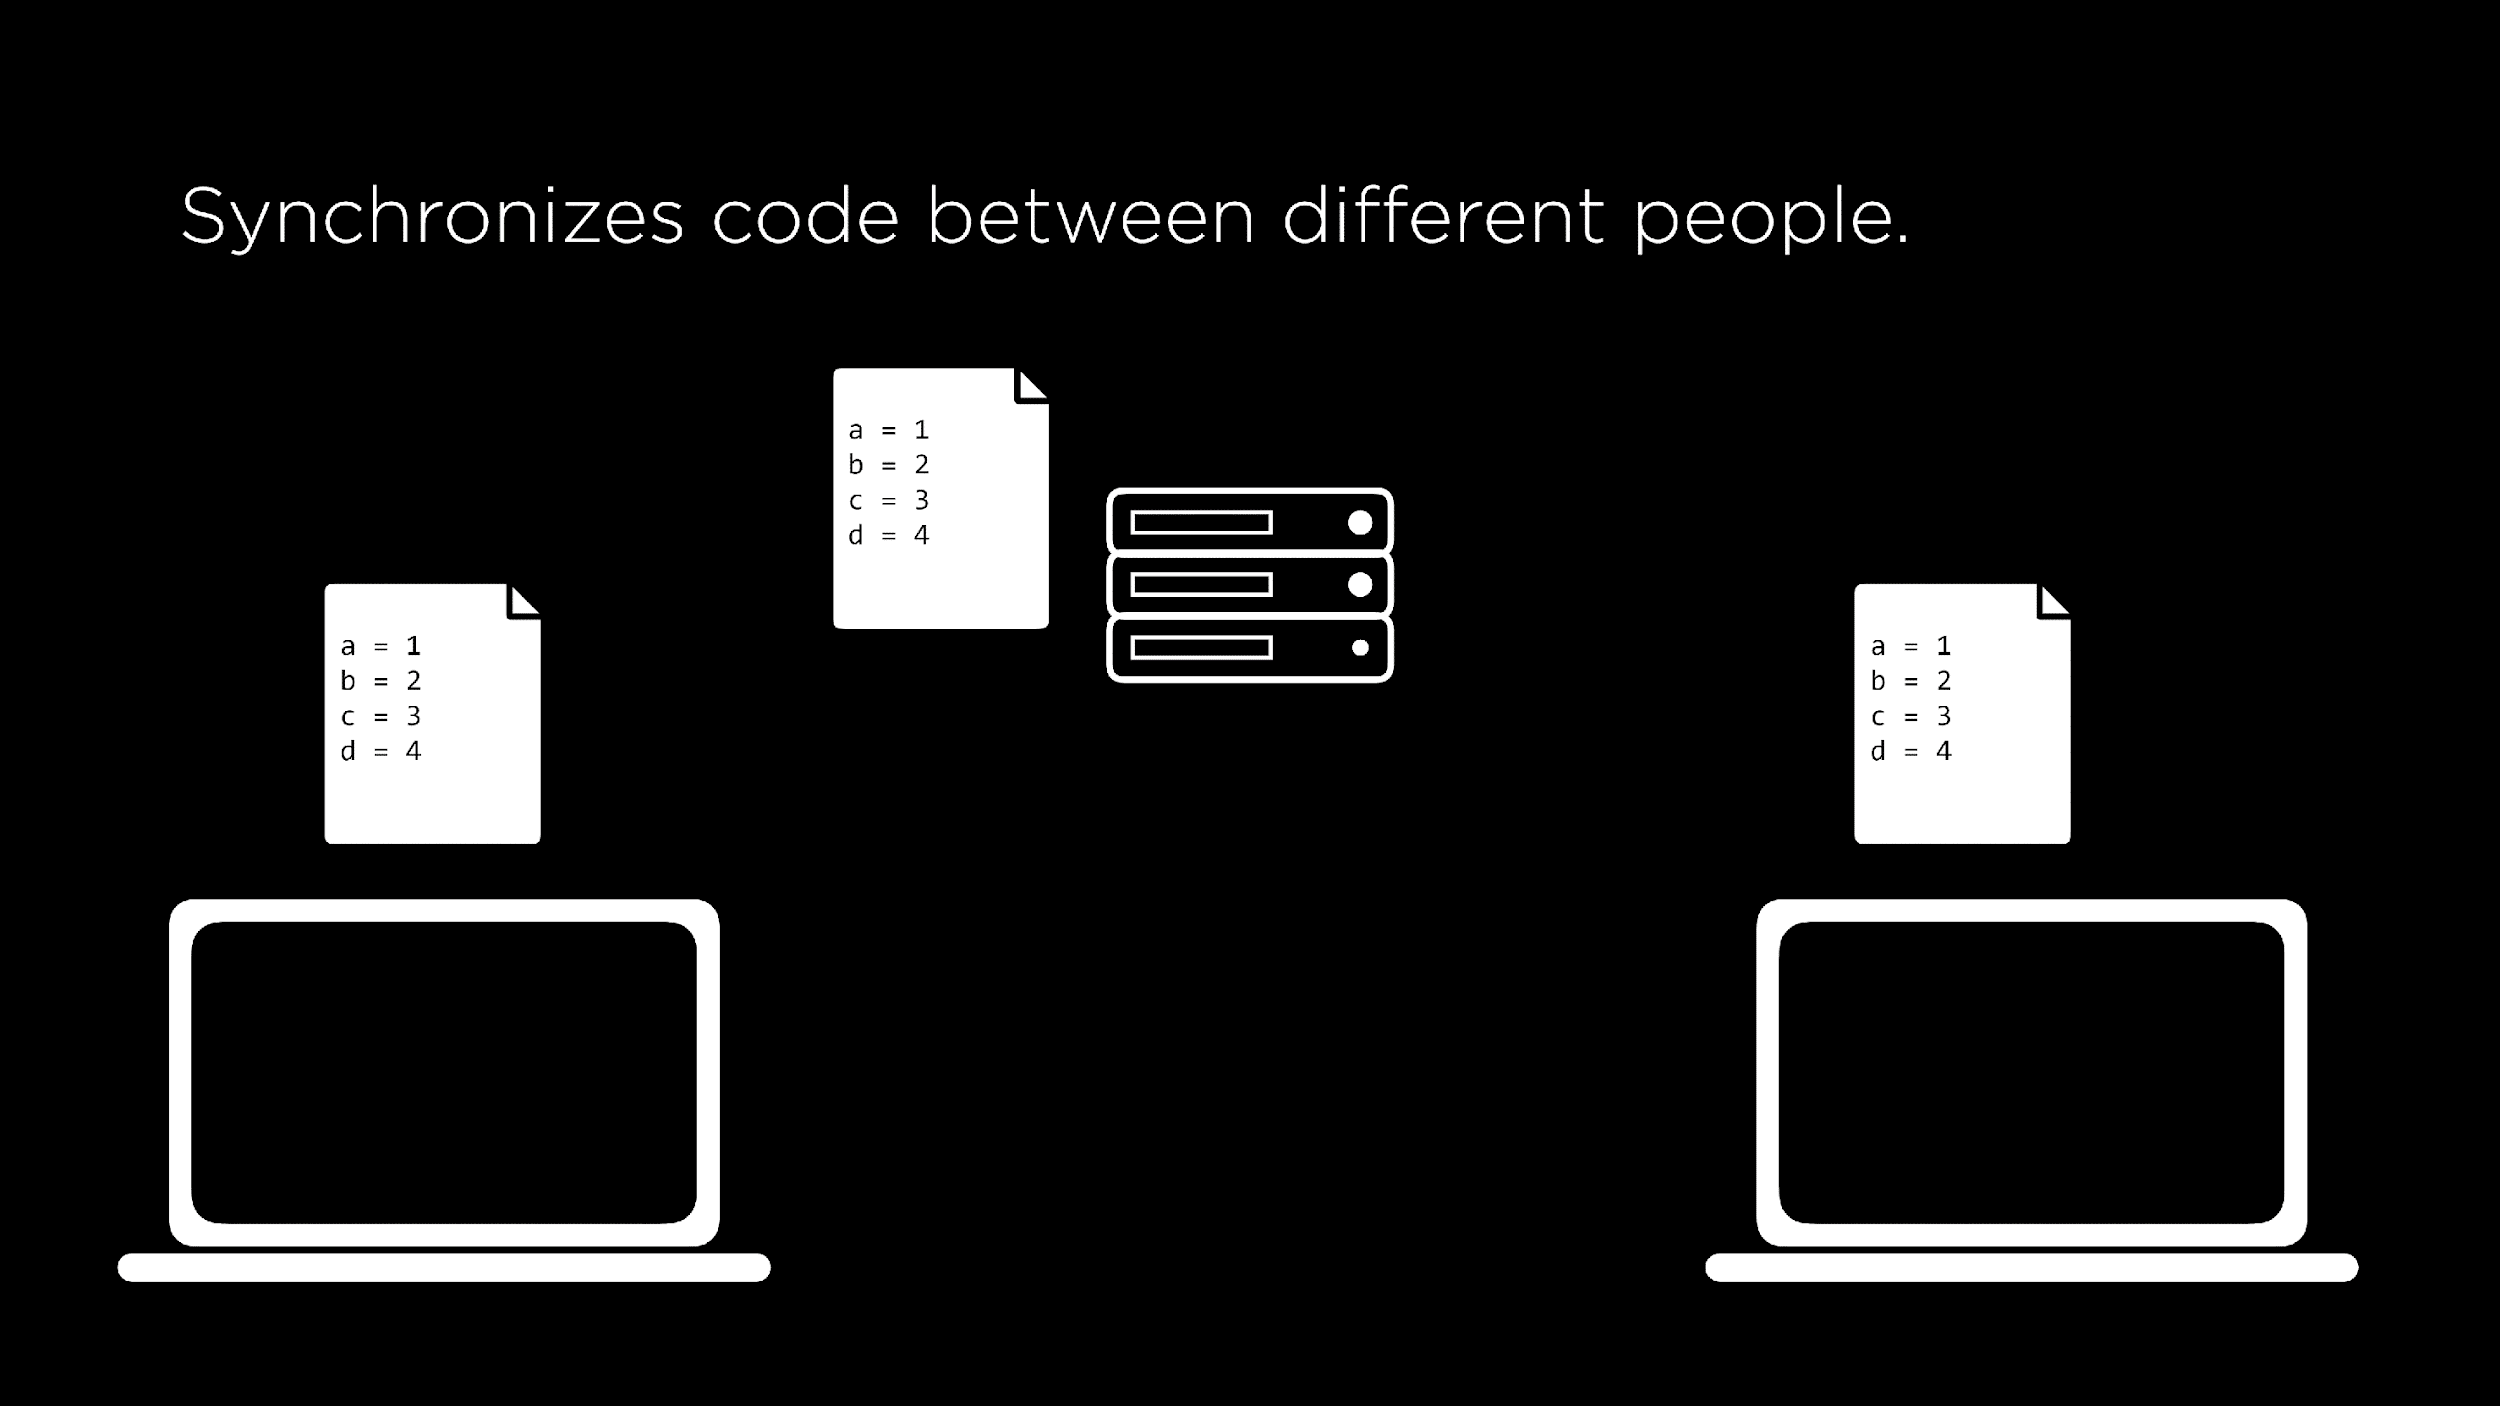 Synchronizes code between different people.
a = 1
b = 2
c = 3
d = 4
a = 1
b = 2
c = 3
d = 4
a = 1
b = 2
c = 3
d = 4